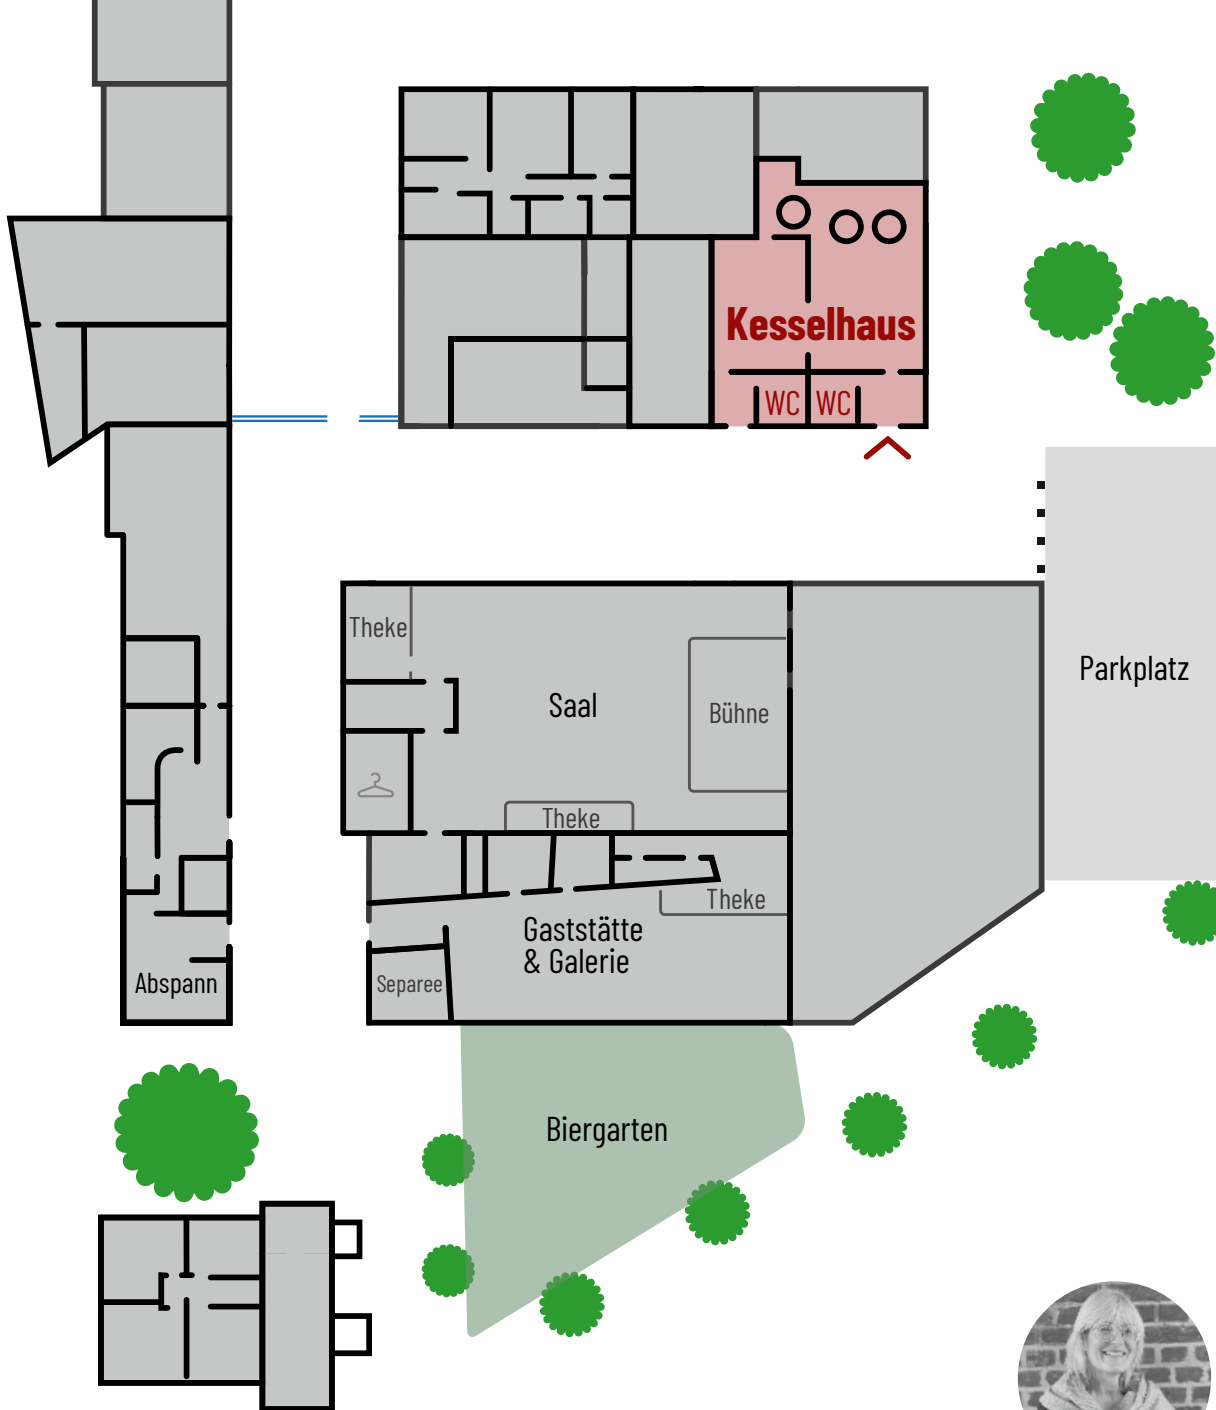 Kesselhaus
WC WC
Theke
Saal
Bühne
Parkplatz
Theke
Theke
Gaststätte
& Galerie
Separee
Abspann
Biergarten